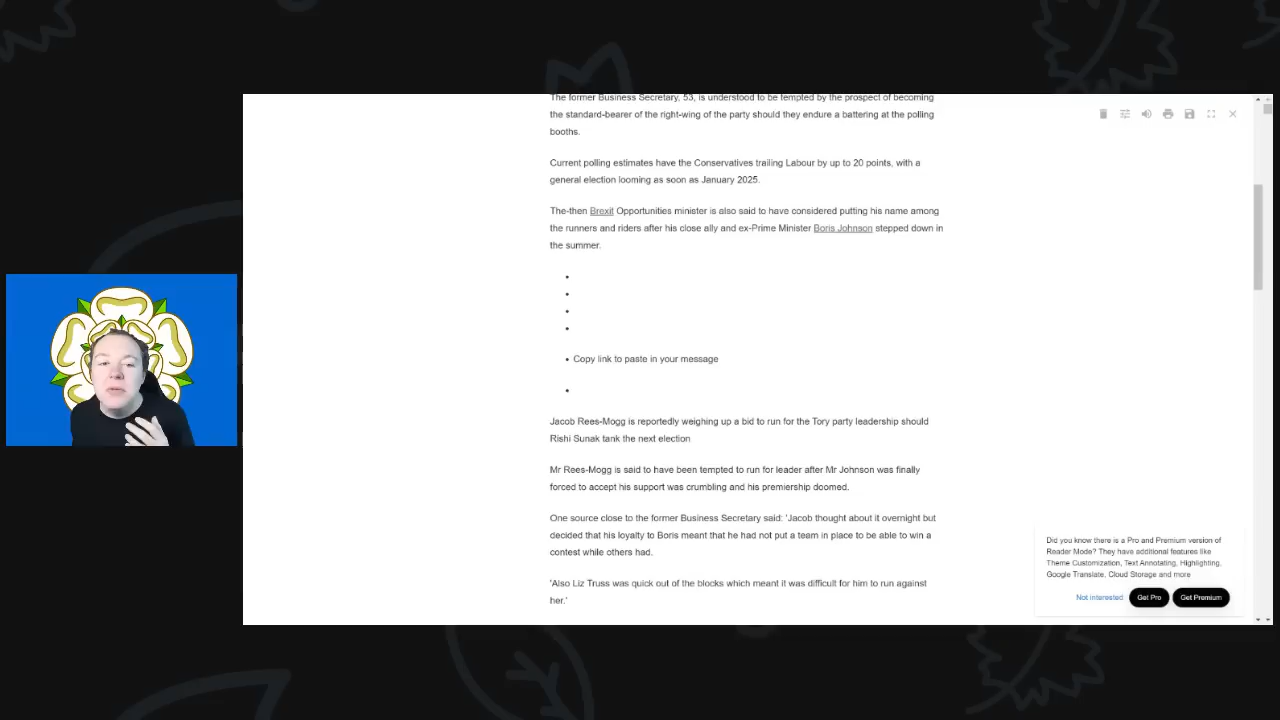 The former Business Secretary, 53, is understood to be tempted by the prospect of becoming
the standard-bearer of the right-wing of the party should they endure a battering at the polling
booths.
Current polling estimates have the Conservatives trailing Labour by up to 20 points, with a
general election looming as soon as January 2025.
The-then Brexit Opportunities minister is also said to have considered putting his name among
the runners and riders after his close ally and ex-Prime Minister Boris Johnson stepped down in
the summer.
• Copy link to paste in your message
Jacob Rees-Mogg is reportedly weighing up a bid to run for the Tory party leadership should
Rishi Sunak tank the next election
Mr Rees-Mogg is said to have been tempted to run for leader after Mr Johnson was finally
forced to accept his support was crumbling and his premiership doomed.
One source close to the former Business Secretary said: 'Jacob thought about it overnight but
decided that his loyalty to Boris meant that he had not put a team in place to be able to win a
contest while others had.
'Also Liz Truss was quick out of the blocks which meant it was difficult for him to run against
her.'
Did you know there is a Pro and Premium version of
Reader Mode? They have additional features like
Theme Customization, Text Annotating, Highlighting,
Google Translate, Cloud Storage and more
Not interested Get Pro Get Premium